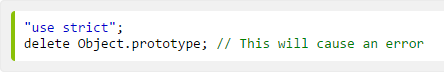 "use strict";
delete Object.prototype; // This will cause an error